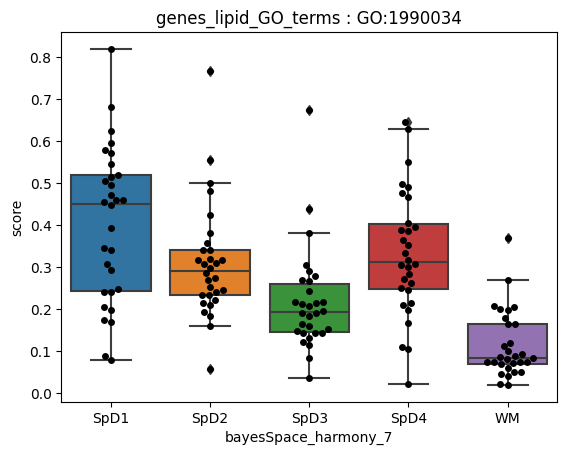 genes_lipid_GO_terms : GO:1990034
score
0.8
0.7
0.6
0.5
0.4
0.3
0.2
0.1
0.0
SpD1 SpD2 SpD3 SpD4 WM
bayesSpace_harmony_7